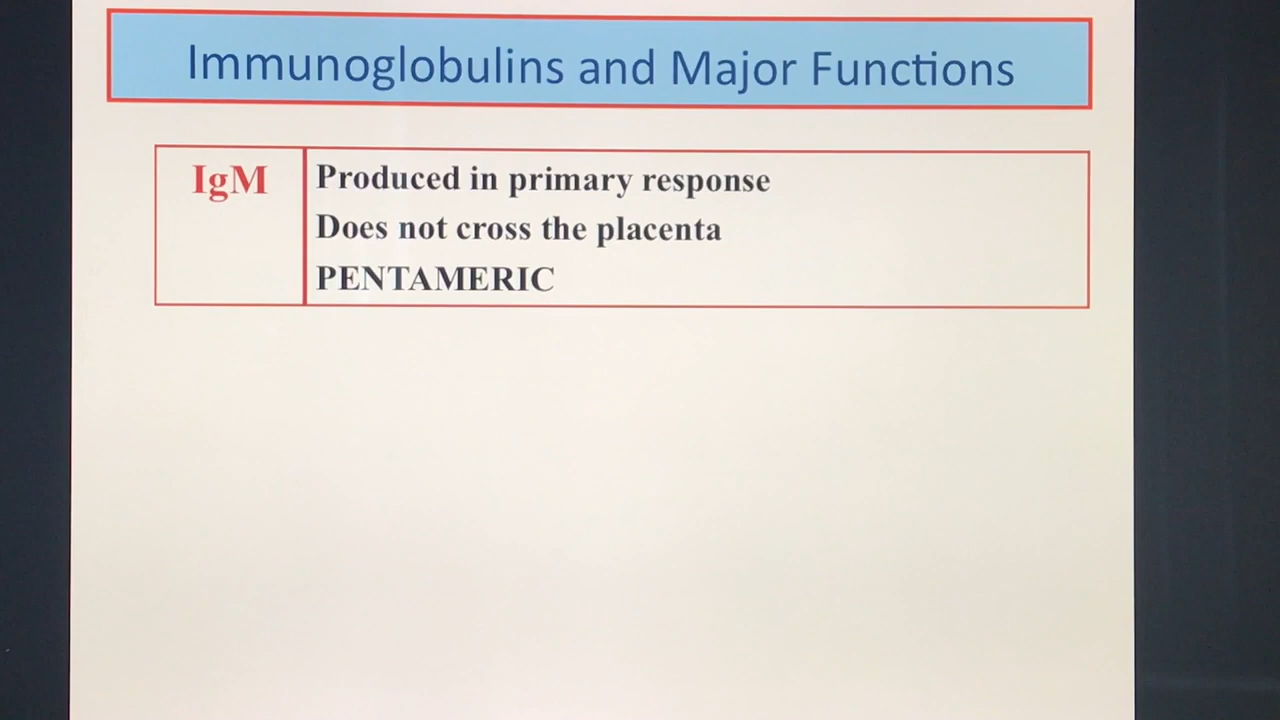 Immunoglobulins and Major Functions
IgM
Produced in primary response
Does not cross the placenta
PENTAMERIC